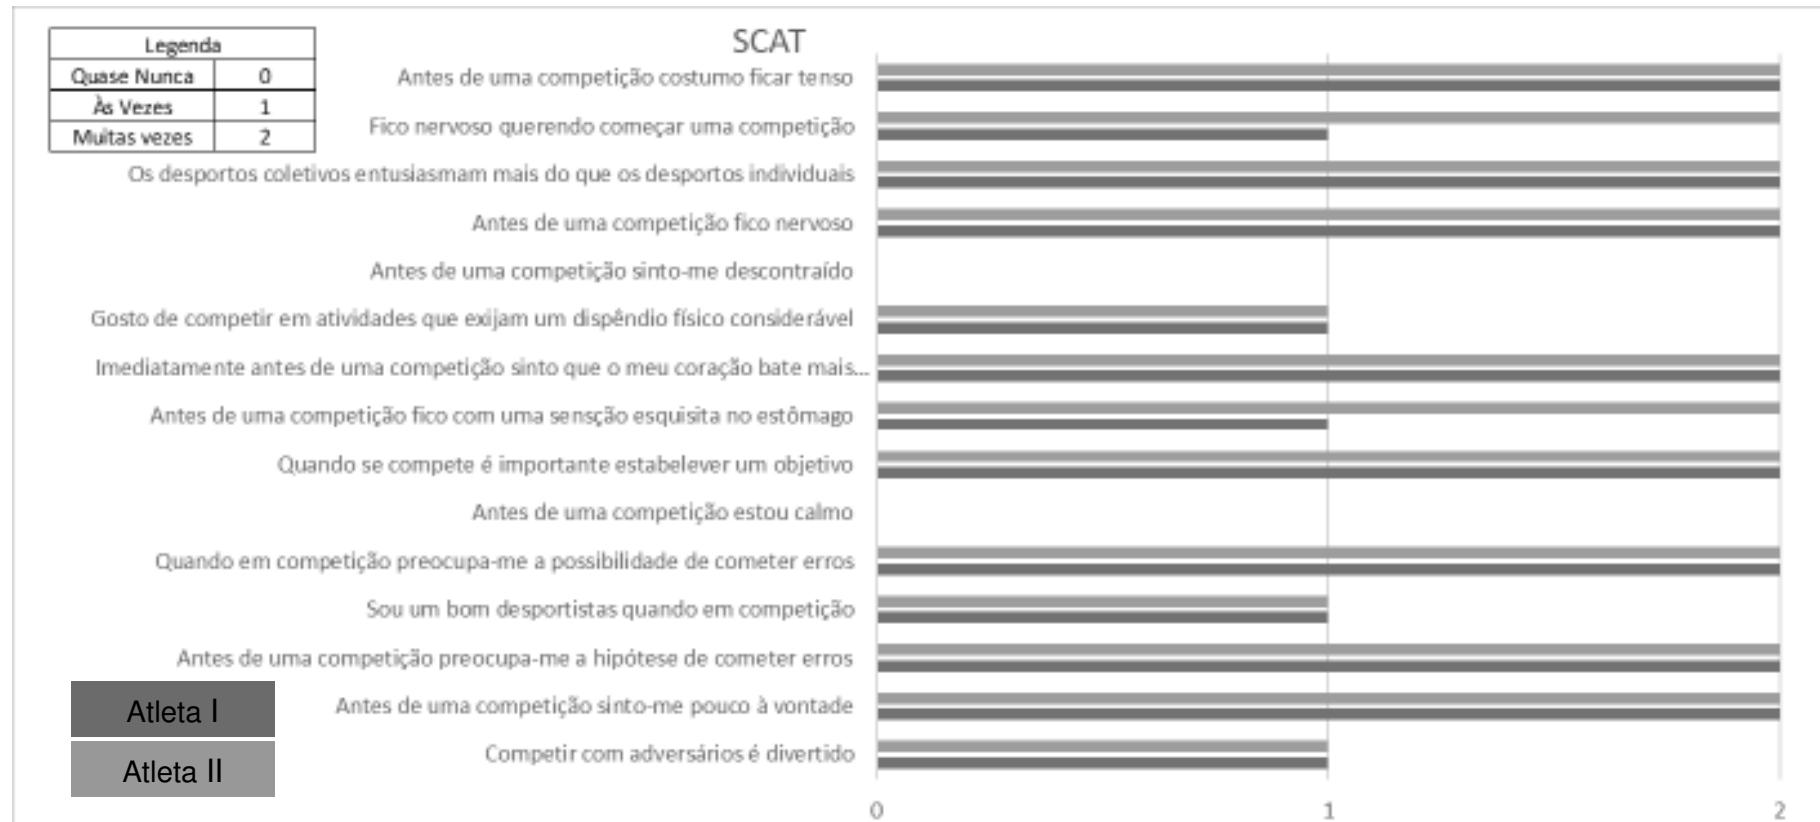 SCAT
Legenda
Quase Nunca 0
Às Vezes 1
Muitas vezes 2
Antes de uma competição costumo ficar tenso
Fico nervoso querendo começar uma competição
Os desportos coletivos entusiasmam mais do que os desportos individuais
Antes de uma competição fico nervoso
Antes de uma competição sinto-me descontraído
Gosto de competir em atividades que exijam um dispêndio físico considerável
Imediatamente antes de uma competição sinto que o meu coração bate mais...
Antes de uma competição fico com uma sensção esquisita no estômago
Quando se compete é importante estabelever um objetivo
Antes de uma competição estou calmo
Quando em competição preocupa-me a possibilidade de cometer erros
Sou um bom desportistas quando em competição
Antes de uma competição preocupa-me a hipótese de cometer erros
Antes de uma competição sinto-me pouco à vontade
Competir com adversários é divertido
Atleta I
Atleta II
0 1 2